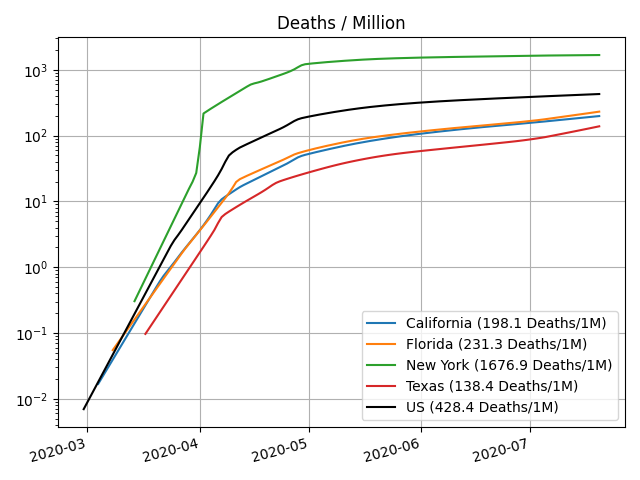 Deaths / Million
10³
10²
10¹
10⁰
10⁻¹
10⁻²
California (198.1 Deaths/1M)
Florida (231.3 Deaths/1M)
New York (1676.9 Deaths/1M)
Texas (138.4 Deaths/1M)
US (428.4 Deaths/1M)
2020-03
2020-04
2020-05
2020-06
2020-07